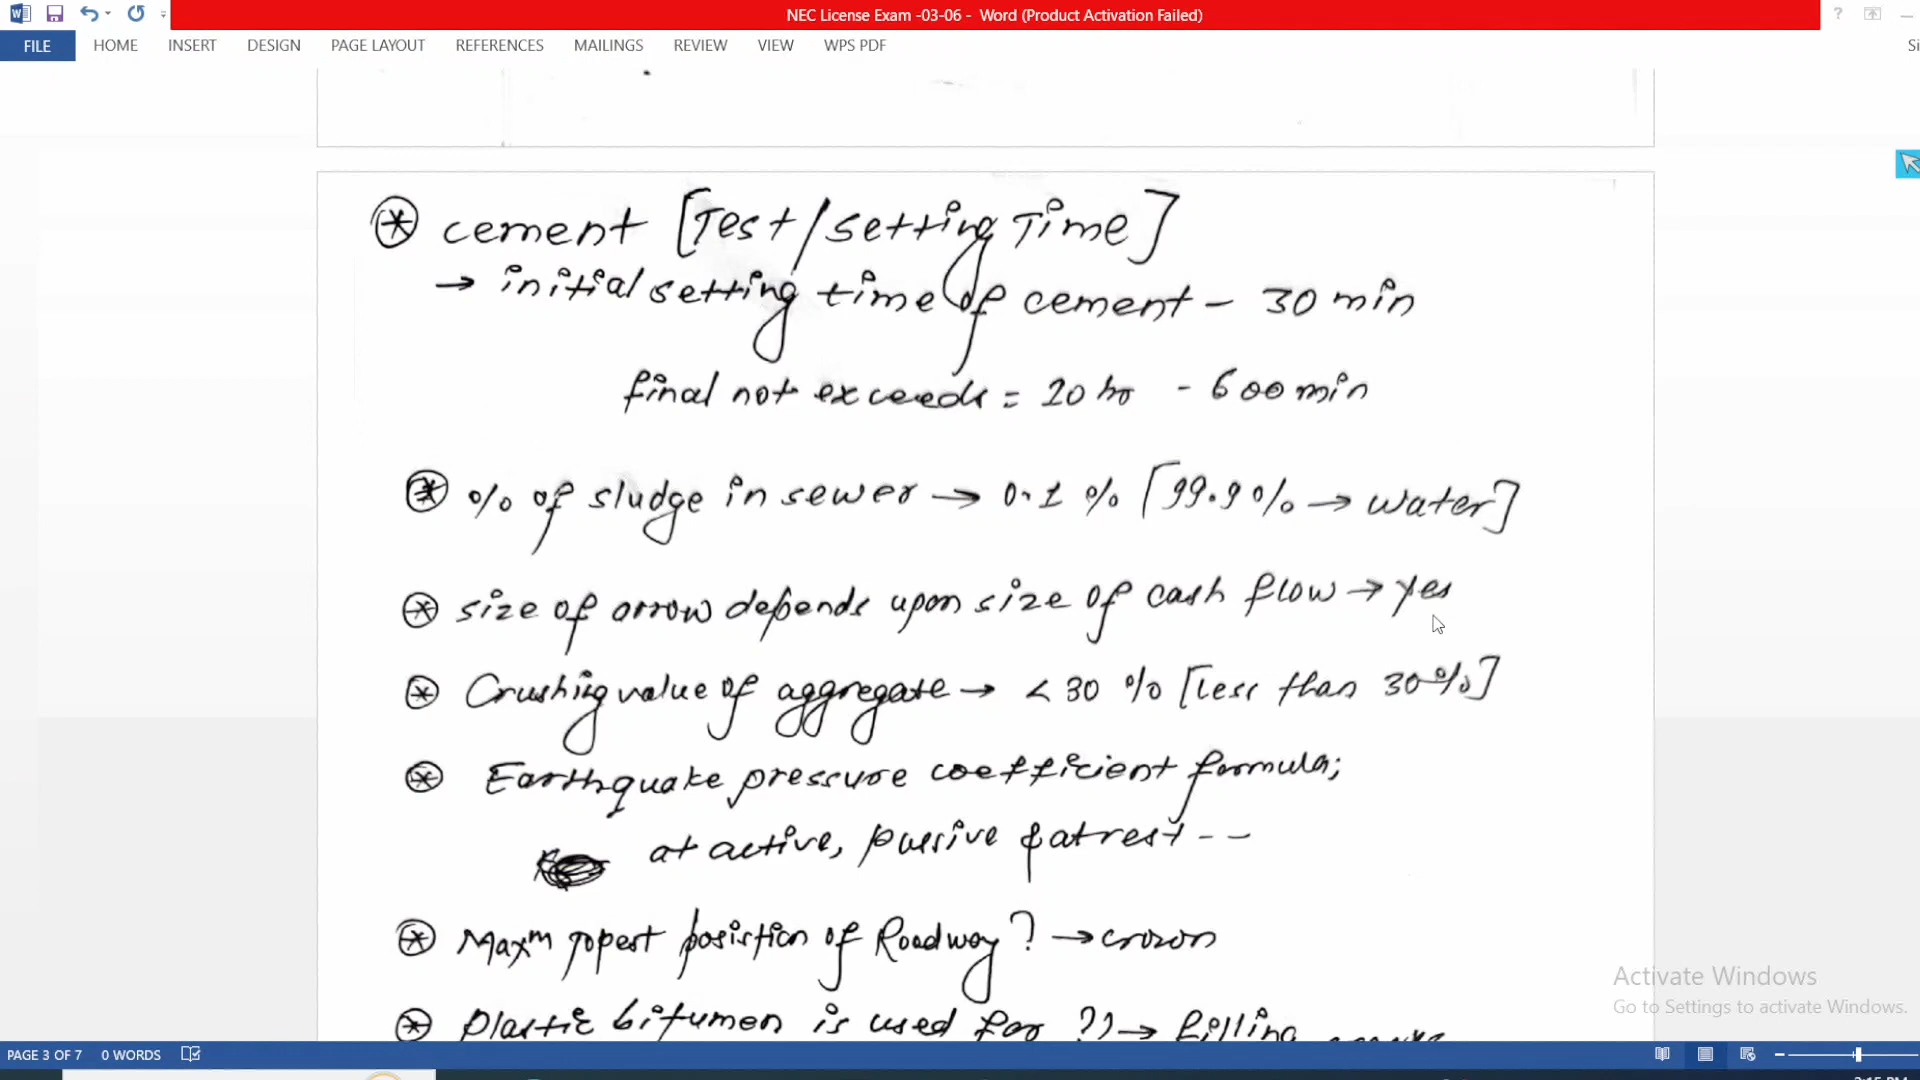 NEC License Exam -03-06 - Word (Product Activation Failed)
FILE HOME INSERT DESIGN PAGE LAYOUT REFERENCES MAILINGS REVIEW VIEW WPS PDF Si
cement [Test/setting Time]
→ initial setting time of cement - 30 min
final not exceeds = 10 hr - 600 min
% of sludge in sewer → 0.1 % [99.9% → water]
size of arrow depends upon size of cash flow → yes
Crushing value of aggregate → < 30 % [Less than 30%]
Earthquake pressure coefficient formula;
at active, passive & at rest - -
Maxm topest position of Roadway ? → crown
Plastic bitumen is used for ?? → filling
Activate Windows
Go to Settings to activate Windows.
PAGE 3 OF 7 0 WORDS